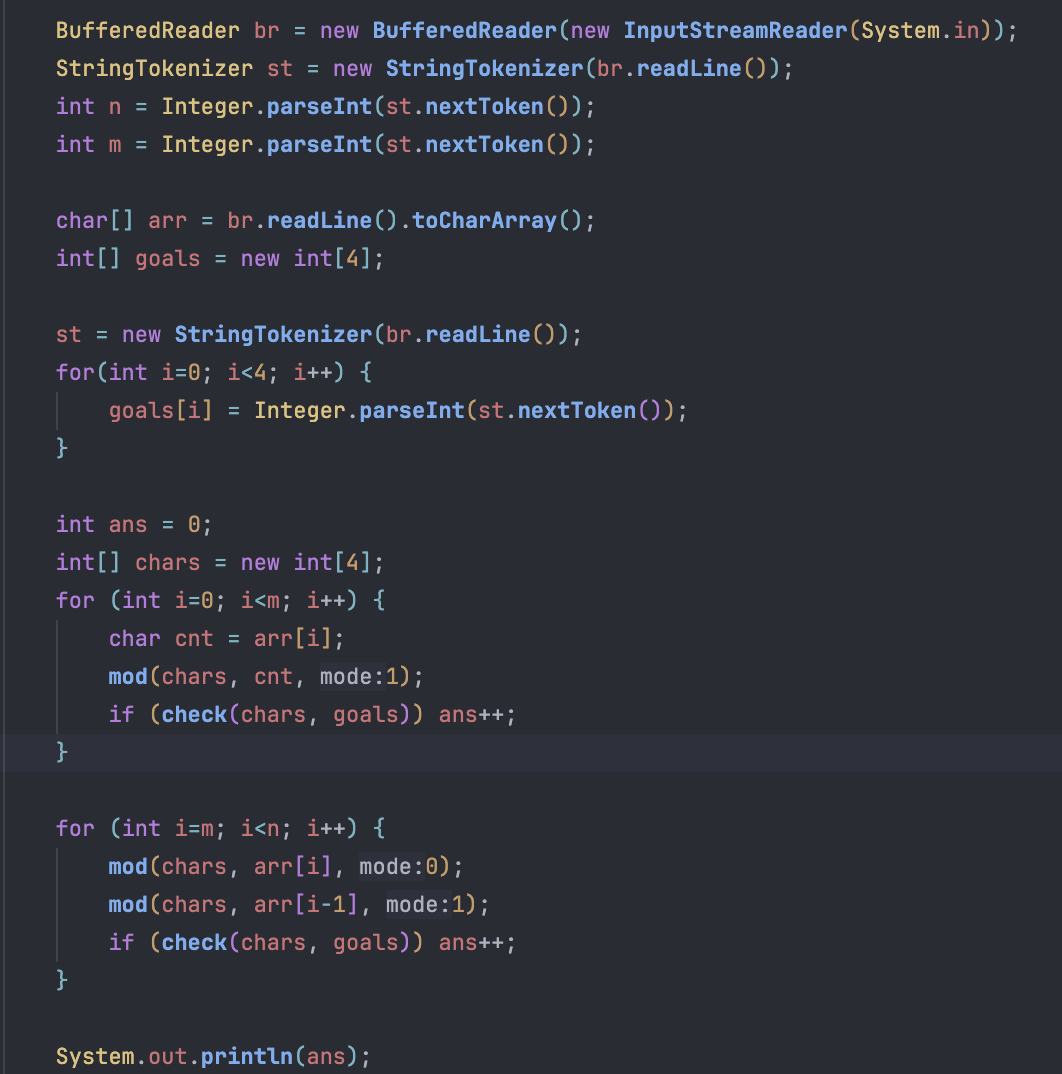 BufferedReader br = new BufferedReader(new InputStreamReader(System.in));
StringTokenizer st = new StringTokenizer(br.readLine());
int n = Integer.parseInt(st.nextToken());
int m = Integer.parseInt(st.nextToken());
char[] arr = br.readLine().toCharArray();
int[] goals = new int[4];
st = new StringTokenizer(br.readLine());
for(int i=0; i<4; i++) {
goals[i] = Integer.parseInt(st.nextToken());
}
int ans = 0;
int[] chars = new int[4];
for (int i=0; i<m; i++) {
char cnt = arr[i];
mod(chars, cnt, mode:1);
if (check(chars, goals)) ans++;
}
for (int i=m; i<n; i++) {
mod(chars, arr[i], mode:0);
mod(chars, arr[i-1], mode:1);
if (check(chars, goals)) ans++;
}
System.out.println(ans);